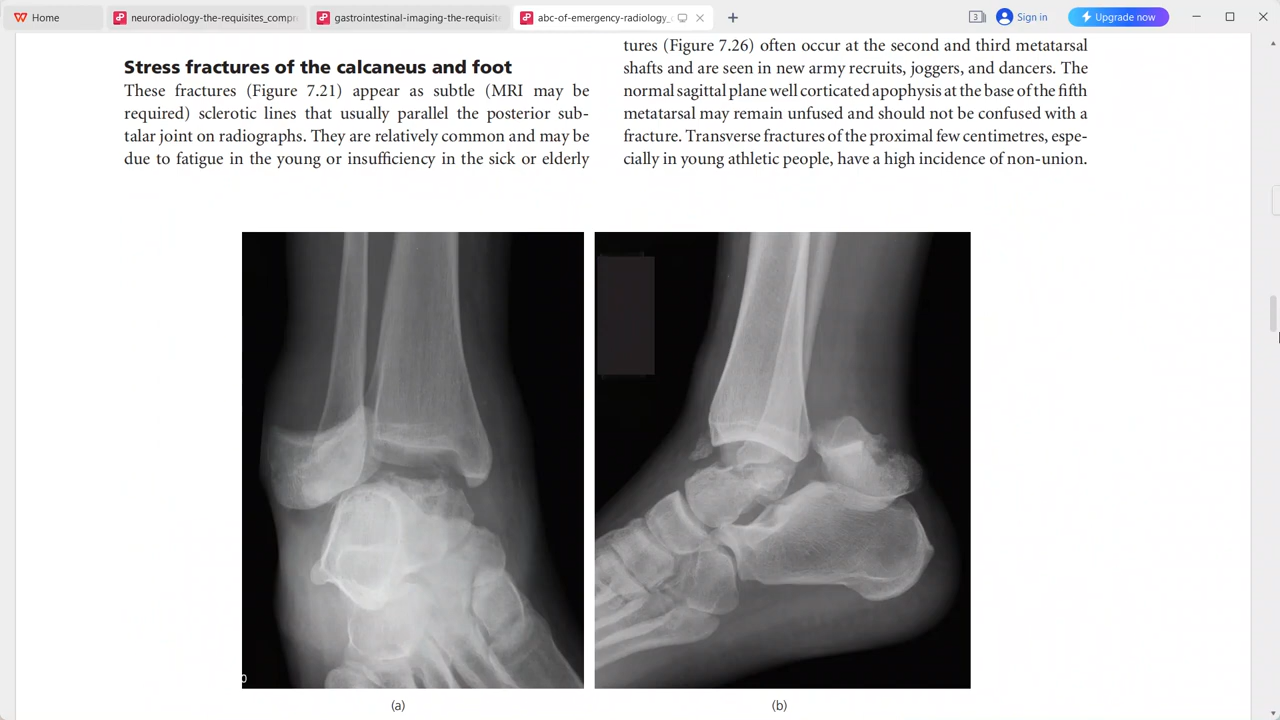 Home
neuroradiology-the-requisites_compre
gastrointestinal-imaging-the-requisite
abc-of-emergency-radiology_
3
Sign in
Upgrade now
Stress fractures of the calcaneus and foot
These fractures (Figure 7.21) appear as subtle (MRI may be
required) sclerotic lines that usually parallel the posterior sub-
talar joint on radiographs. They are relatively common and may be
due to fatigue in the young or insufficiency in the sick or elderly
tures (Figure 7.26) often occur at the second and third metatarsal
shafts and are seen in new army recruits, joggers, and dancers. The
normal sagittal plane well corticated apophysis at the base of the fifth
metatarsal may remain unfused and should not be confused with a
fracture. Transverse fractures of the proximal few centimetres, espe-
cially in young athletic people, have a high incidence of non-union.
(a)
(b)